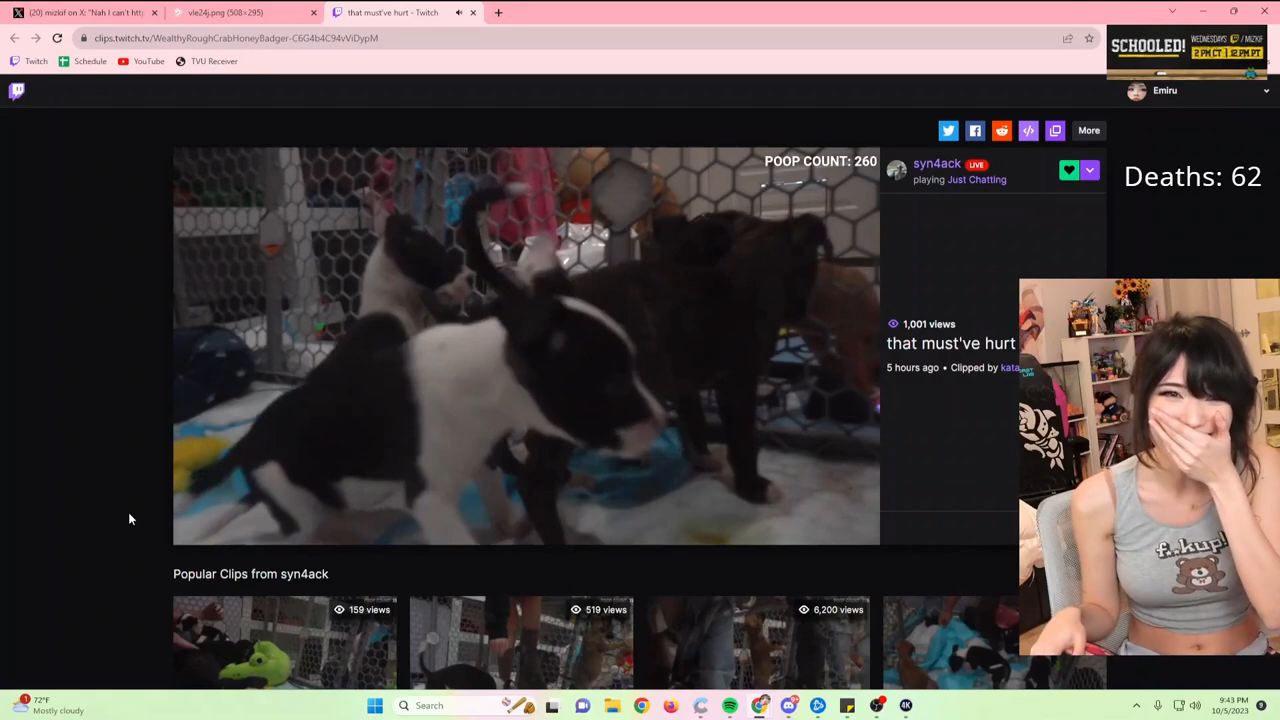 (20) mizkif on X: "Nah I can't htt
vle24j.png (508×295)
that must've hurt - Twitch
clips.twitch.tv/WealthyRoughCrabHoneyBadger-C6G4b4C94vViDypM
Twitch
Schedule
YouTube
TVU Receiver
SCHOOLED!
WEDNESDAYS /MIZKIF
2 PM CT | 12 PM PT
Emiru
More
POOP COUNT: 260
syn4ack LIVE
playing Just Chatting
Deaths: 62
1,001 views
that must've hurt
5 hours ago • Clipped by kata
f..kup!
Popular Clips from syn4ack
159 views
519 views
6,200 views
72°F
Mostly cloudy
Search
9:43 PM
10/5/2023